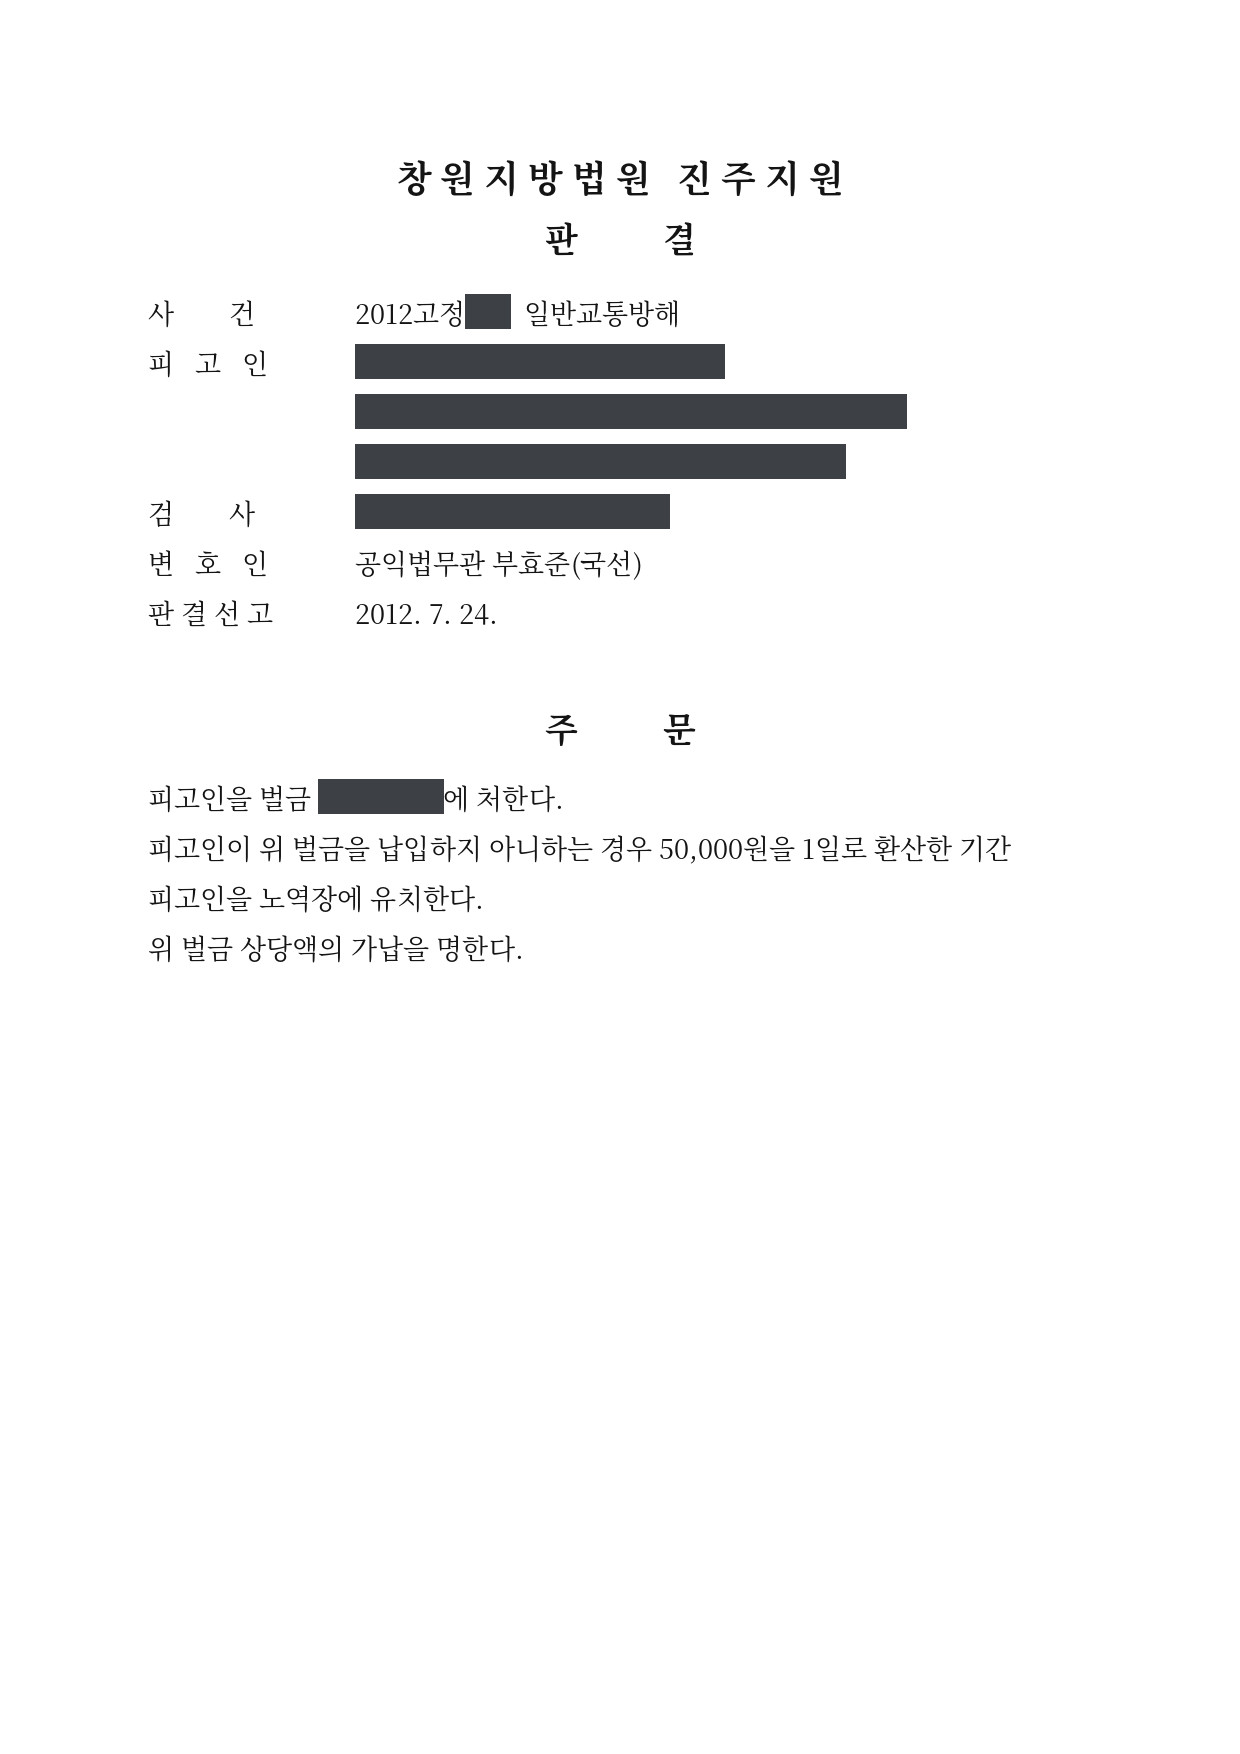 창원지방법원 진주지원
판 결
사 건 2012고정 일반교통방해
피 고 인
검 사
변 호 인 공익법무관 부효준(국선)
판결선고 2012. 7. 24.
주 문
피고인을 벌금 에 처한다.
피고인이 위 벌금을 납입하지 아니하는 경우 50,000원을 1일로 환산한 기간
피고인을 노역장에 유치한다.
위 벌금 상당액의 가납을 명한다.